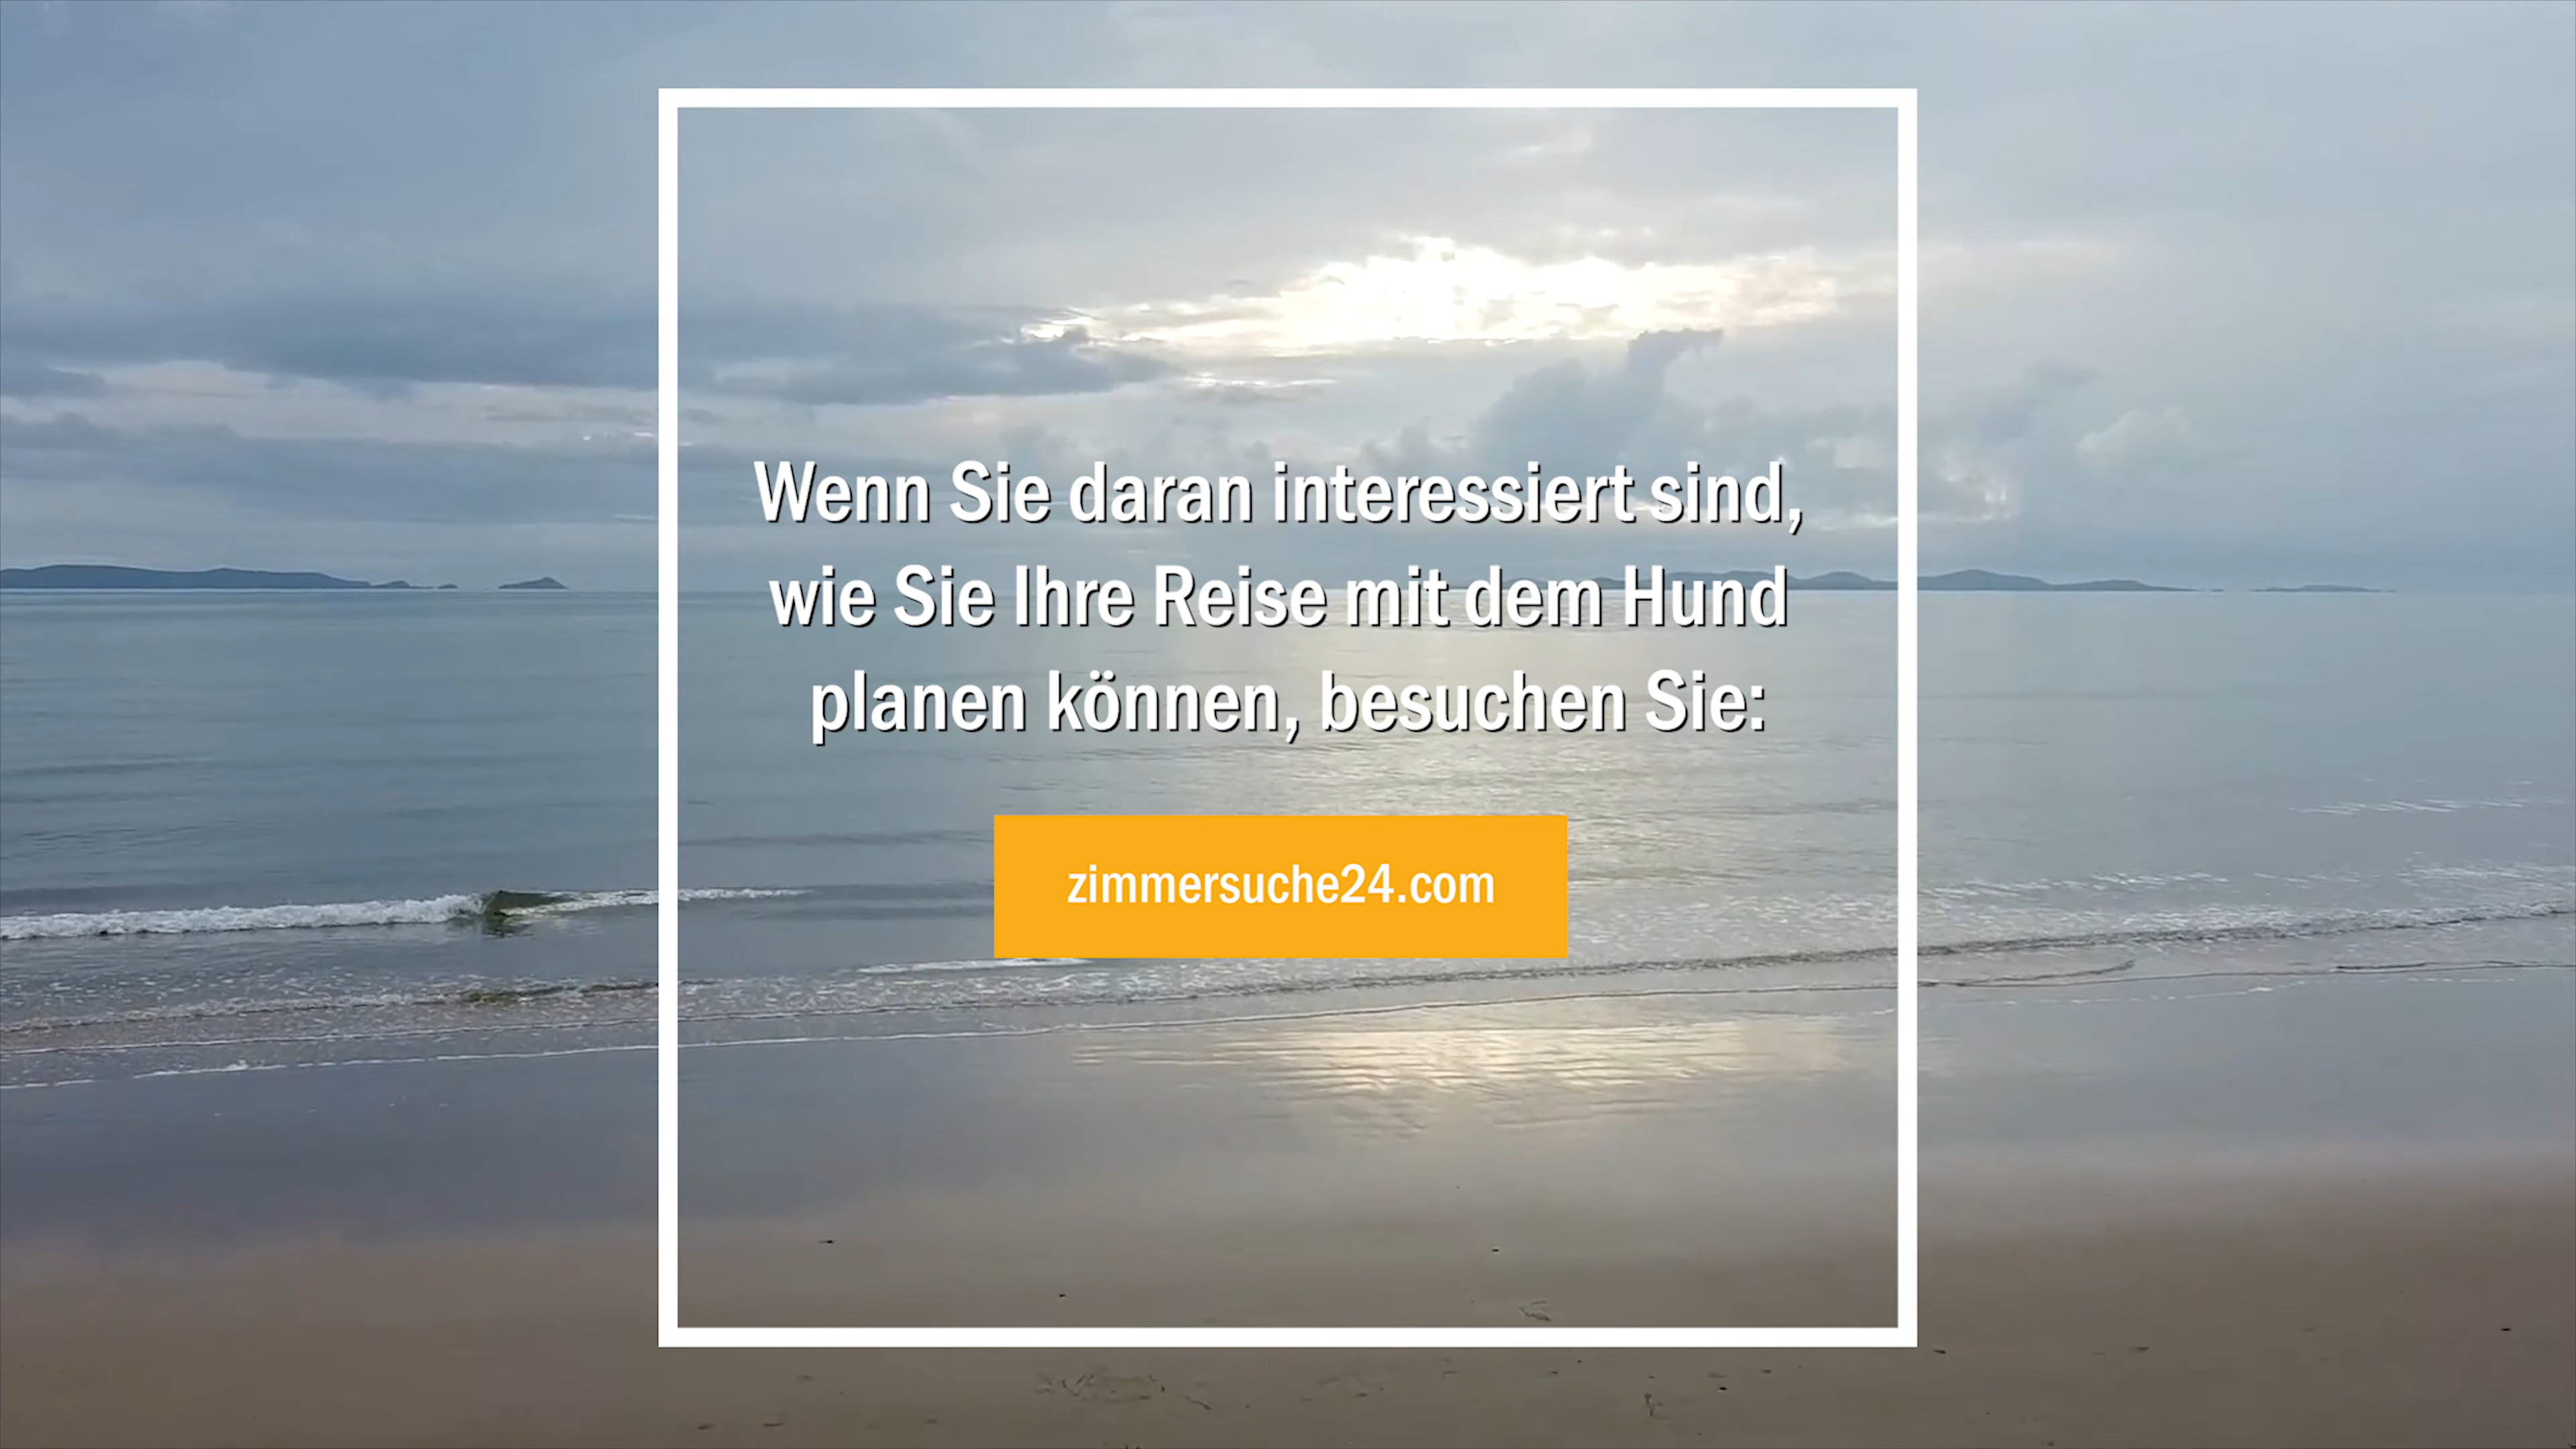 Wenn Sie daran interessiert sind,
wie Sie Ihre Reise mit dem Hund
planen können, besuchen Sie:
zimmersuche24.com